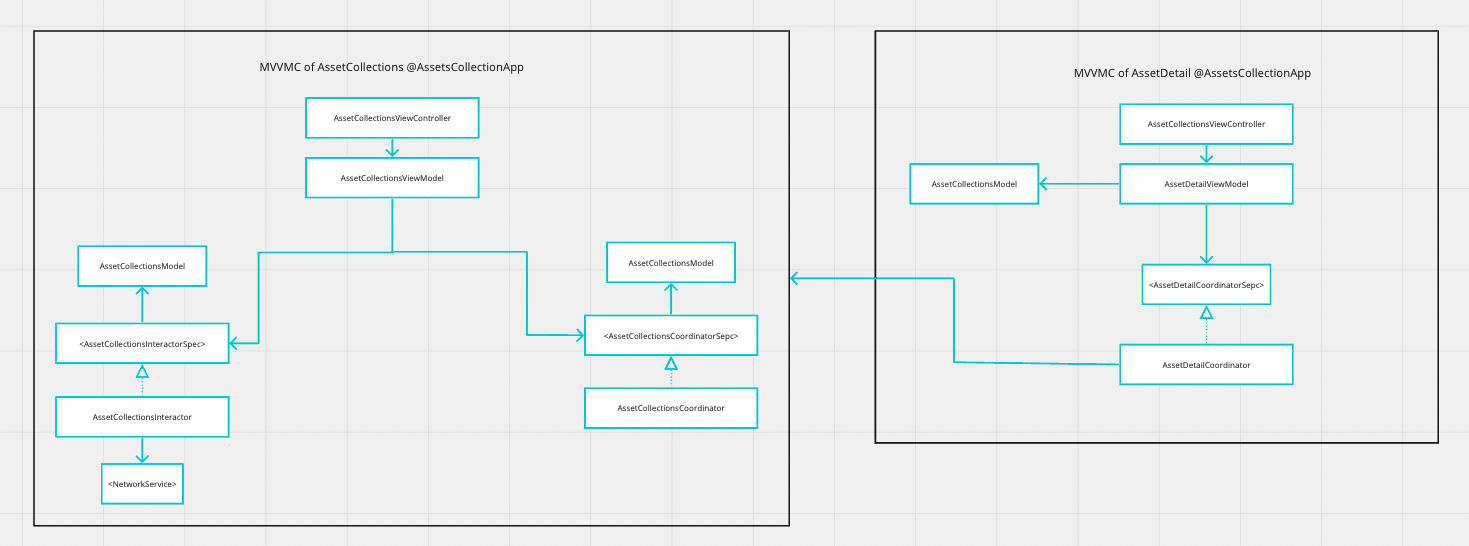 MVVMC of AssetCollections @AssetsCollectionApp
AssetCollectionsViewController
AssetCollectionsViewModel
AssetCollectionsModel
<AssetCollectionsInteractorSpec>
AssetCollectionsInteractor
<NetworkService>
AssetCollectionsModel
<AssetCollectionsCoordinatorSepc>
AssetCollectionsCoordinator
MVVMC of AssetDetail @AssetsCollectionApp
AssetCollectionsViewController
AssetCollectionsModel
AssetDetailViewModel
<AssetDetailCoordinatorSepc>
AssetDetailCoordinator